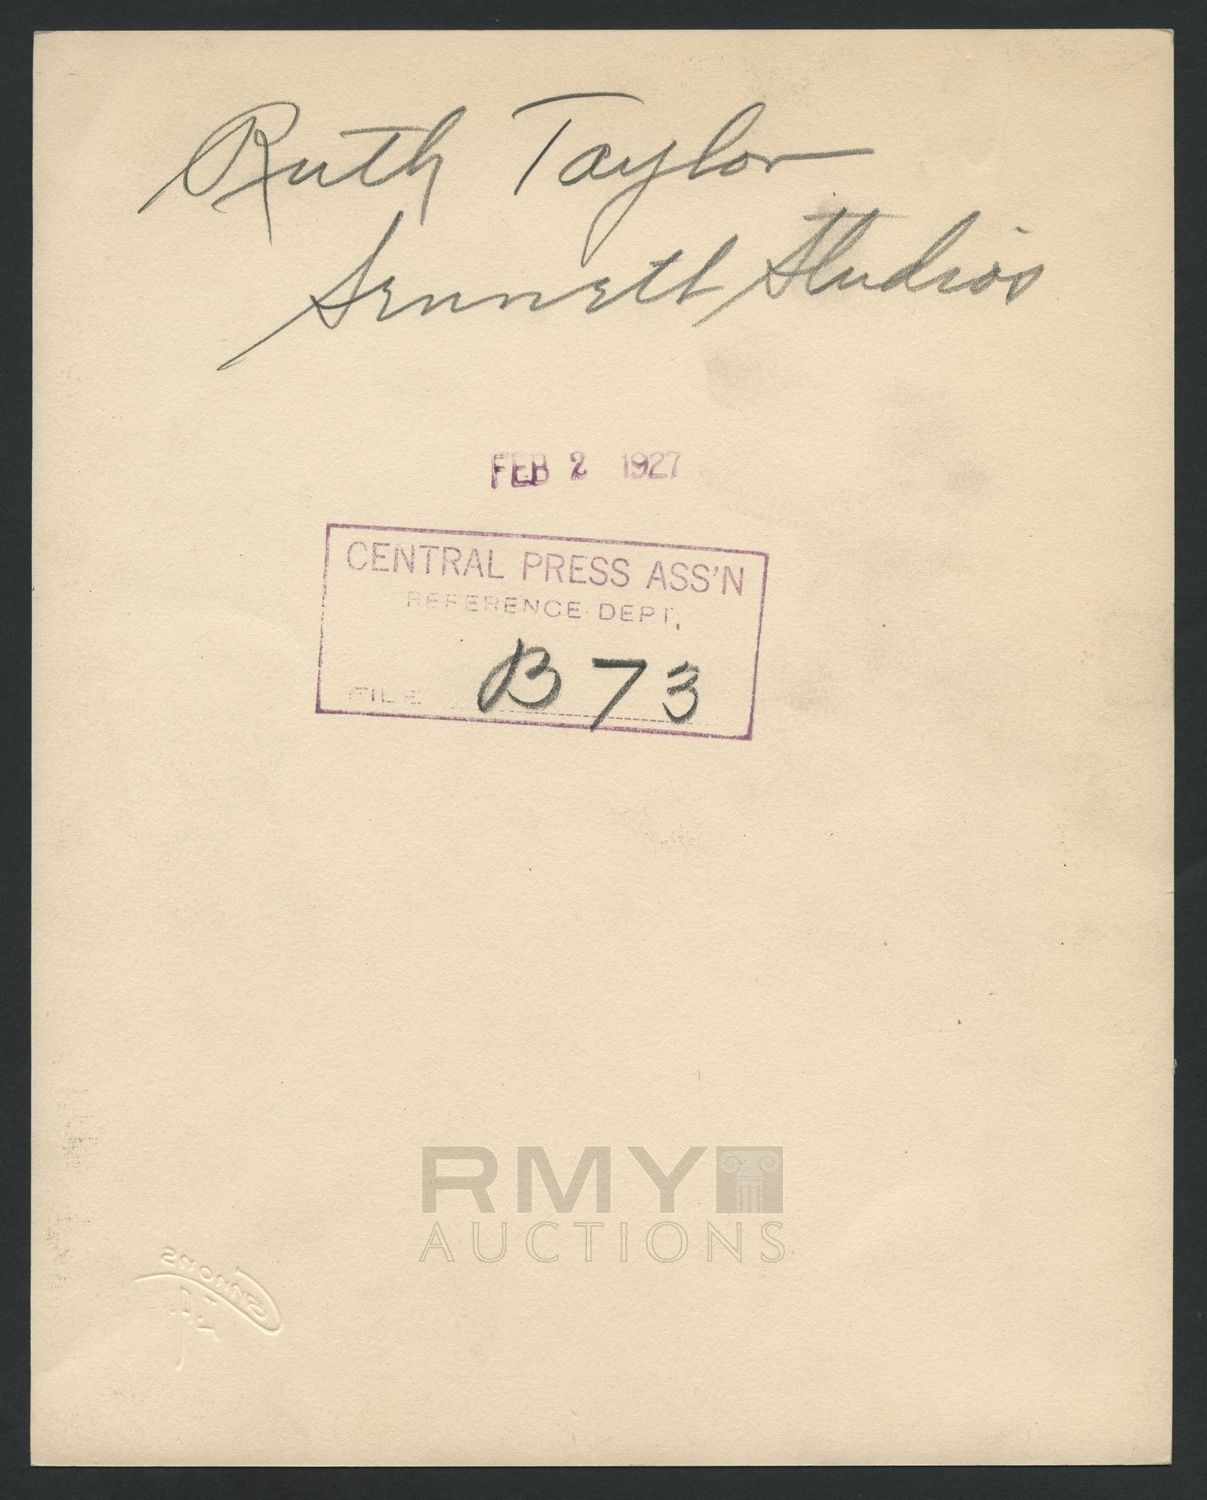 Ruth Taylor
Sennett Studios
FEB 2 1927
CENTRAL PRESS ASS'N
REFERENCE DEPT.
FILE B73
RMY
AUCTIONS
L.A.